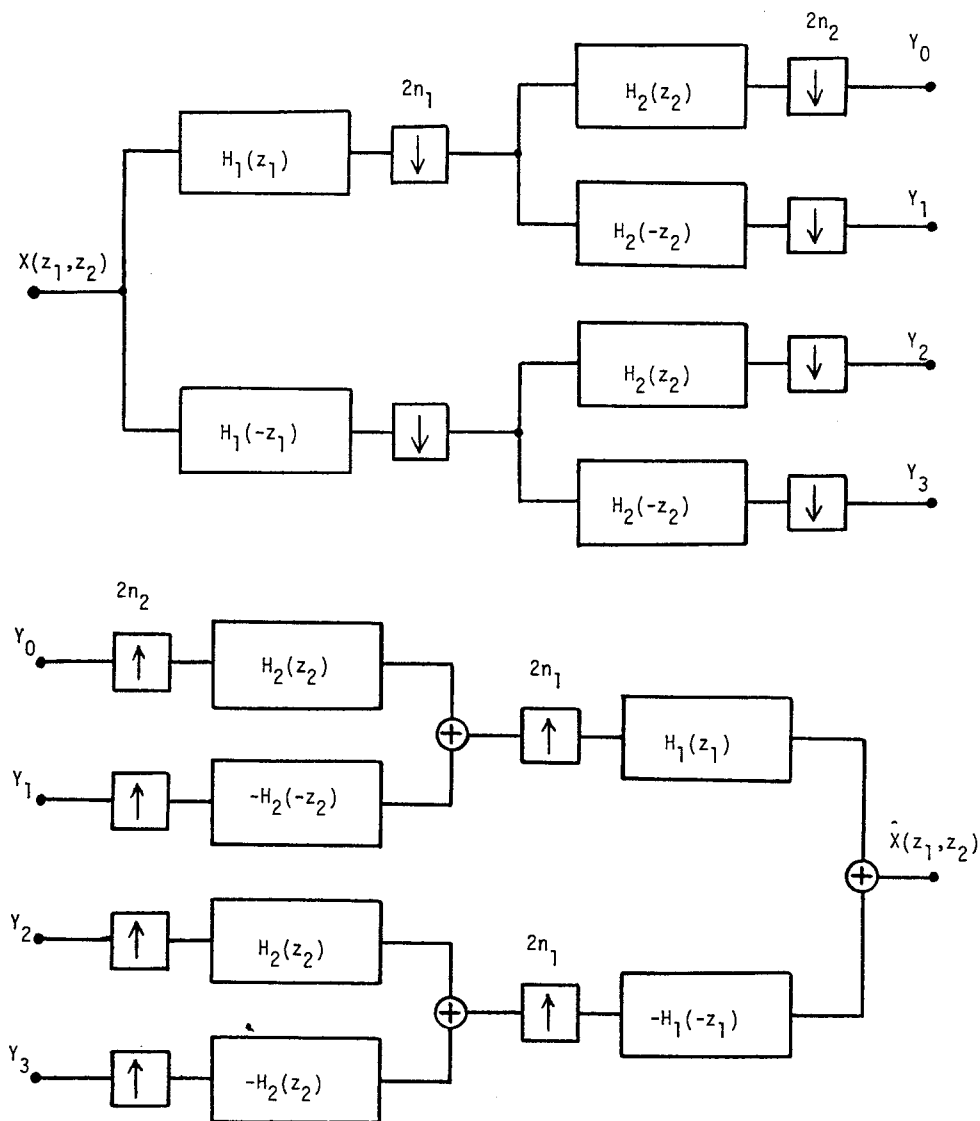 2n₂
Y₀
2n₁
H₂(z₂)
↓
H₁(z₁)
↓
Y₁
H₂(-z₂)
↓
X(z₁,z₂)
Y₂
H₂(z₂)
↓
H₁(-z₁)
↓
Y₃
H₂(-z₂)
↓
2n₂
Y₀
↑
H₂(z₂)
2n₁
+
↑
H₁(z₁)
Y₁
↑
-H₂(-z₂)
X̂(z₁,z₂)
+
Y₂
↑
H₂(z₂)
2n₁
+
↑
-H₁(-z₁)
Y₃
↑
-H₂(z₂)